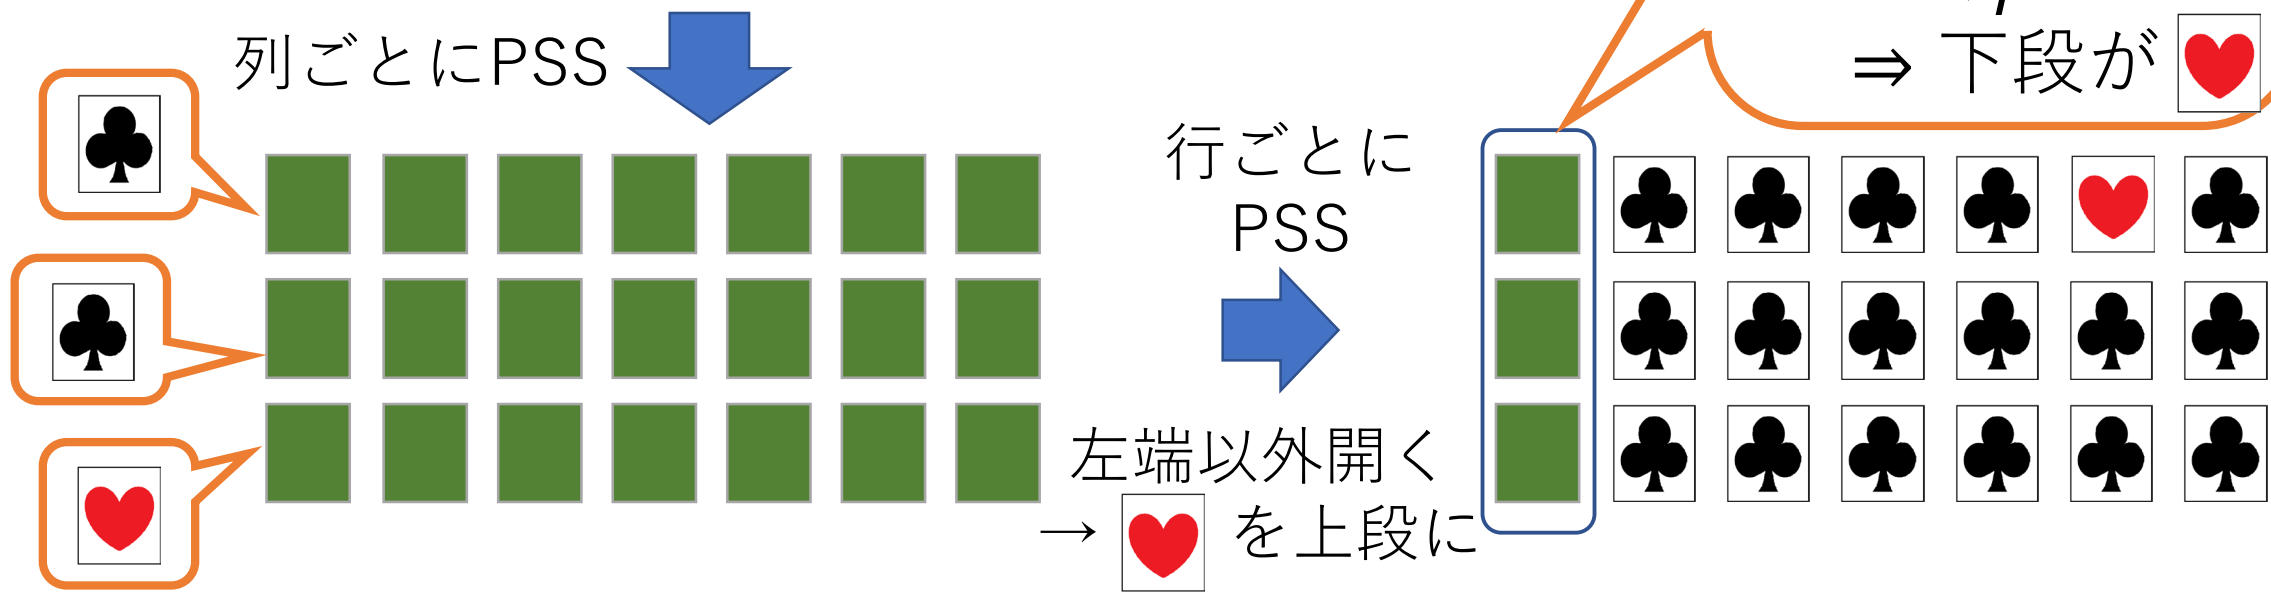 列ごとにPSS
⇒ 下段が
行ごとに
PSS
左端以外開く
→ を上段に